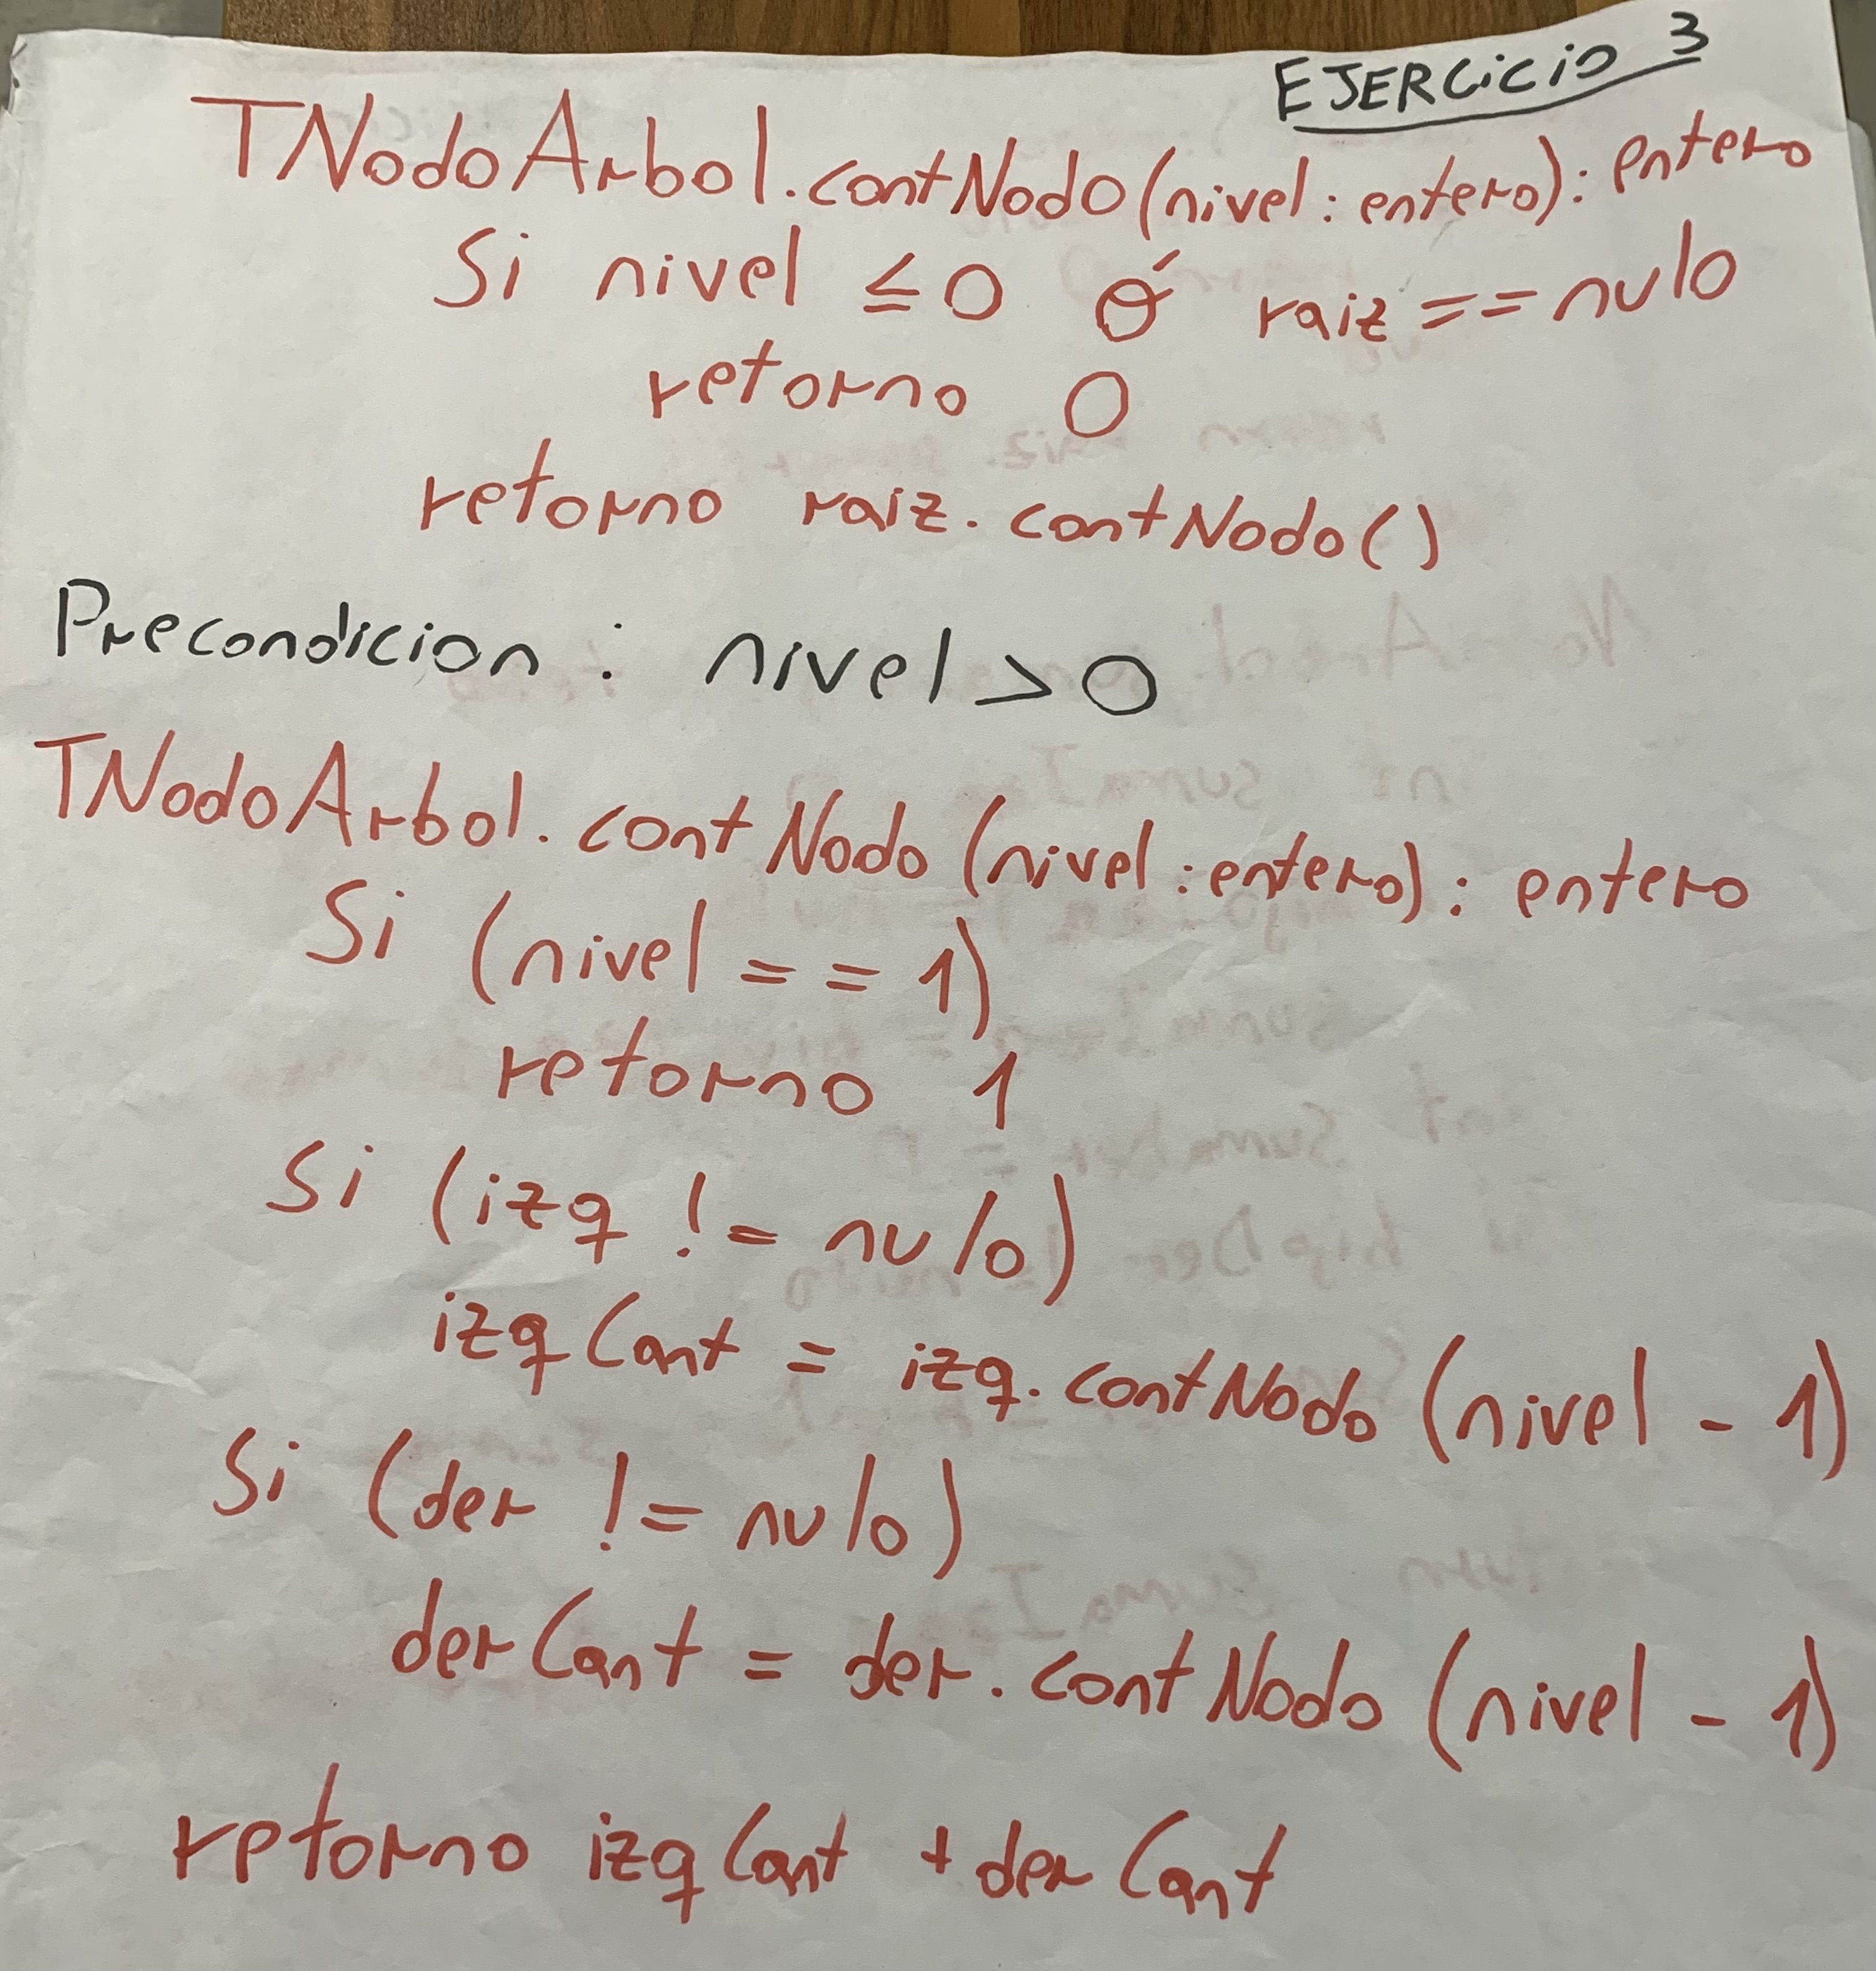 EJERCICIO 3
TNodoArbol.contNodo(nivel: entero): entero
Si nivel ≤ 0 ó raiz == nulo
retorno 0
retorno raiz.contNodo()
Precondicion : nivel > 0
TNodoArbol.contNodo(nivel: entero): entero
Si (nivel == 1)
retorno 1
Si (izq != nulo)
izqCant = izq.contNodo(nivel - 1)
Si (der != nulo)
derCant = der.contNodo(nivel - 1)
retorno izqCant + derCant